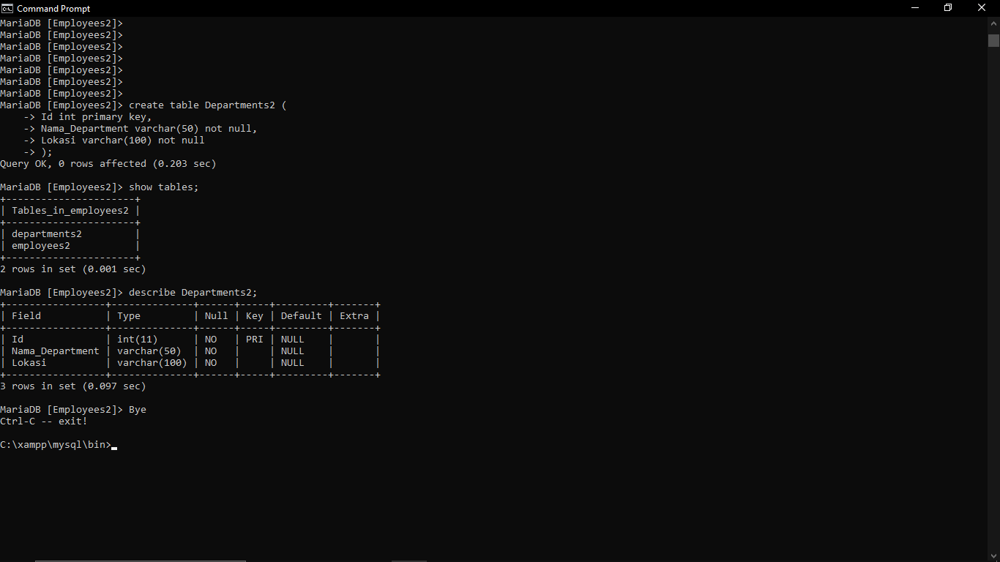 Command Prompt
MariaDB [Employees2]>
MariaDB [Employees2]>
MariaDB [Employees2]>
MariaDB [Employees2]>
MariaDB [Employees2]>
MariaDB [Employees2]>
MariaDB [Employees2]>
MariaDB [Employees2]> create table Departments2 (
    -> Id int primary key,
    -> Nama_Department varchar(50) not null,
    -> Lokasi varchar(100) not null
    -> );
Query OK, 0 rows affected (0.203 sec)
MariaDB [Employees2]> show tables;
+----------------------+
| Tables_in_employees2 |
+----------------------+
| departments2         |
| employees2           |
+----------------------+
2 rows in set (0.001 sec)
MariaDB [Employees2]> describe Departments2;
+-----------------+--------------+------+-----+---------+-------+
| Field           | Type         | Null | Key | Default | Extra |
+-----------------+--------------+------+-----+---------+-------+
| Id              | int(11)      | NO   | PRI | NULL    |       |
| Nama_Department | varchar(50)  | NO   |     | NULL    |       |
| Lokasi          | varchar(100) | NO   |     | NULL    |       |
+-----------------+--------------+------+-----+---------+-------+
3 rows in set (0.097 sec)
MariaDB [Employees2]> Bye
Ctrl-C -- exit!
C:\xampp\mysql\bin>